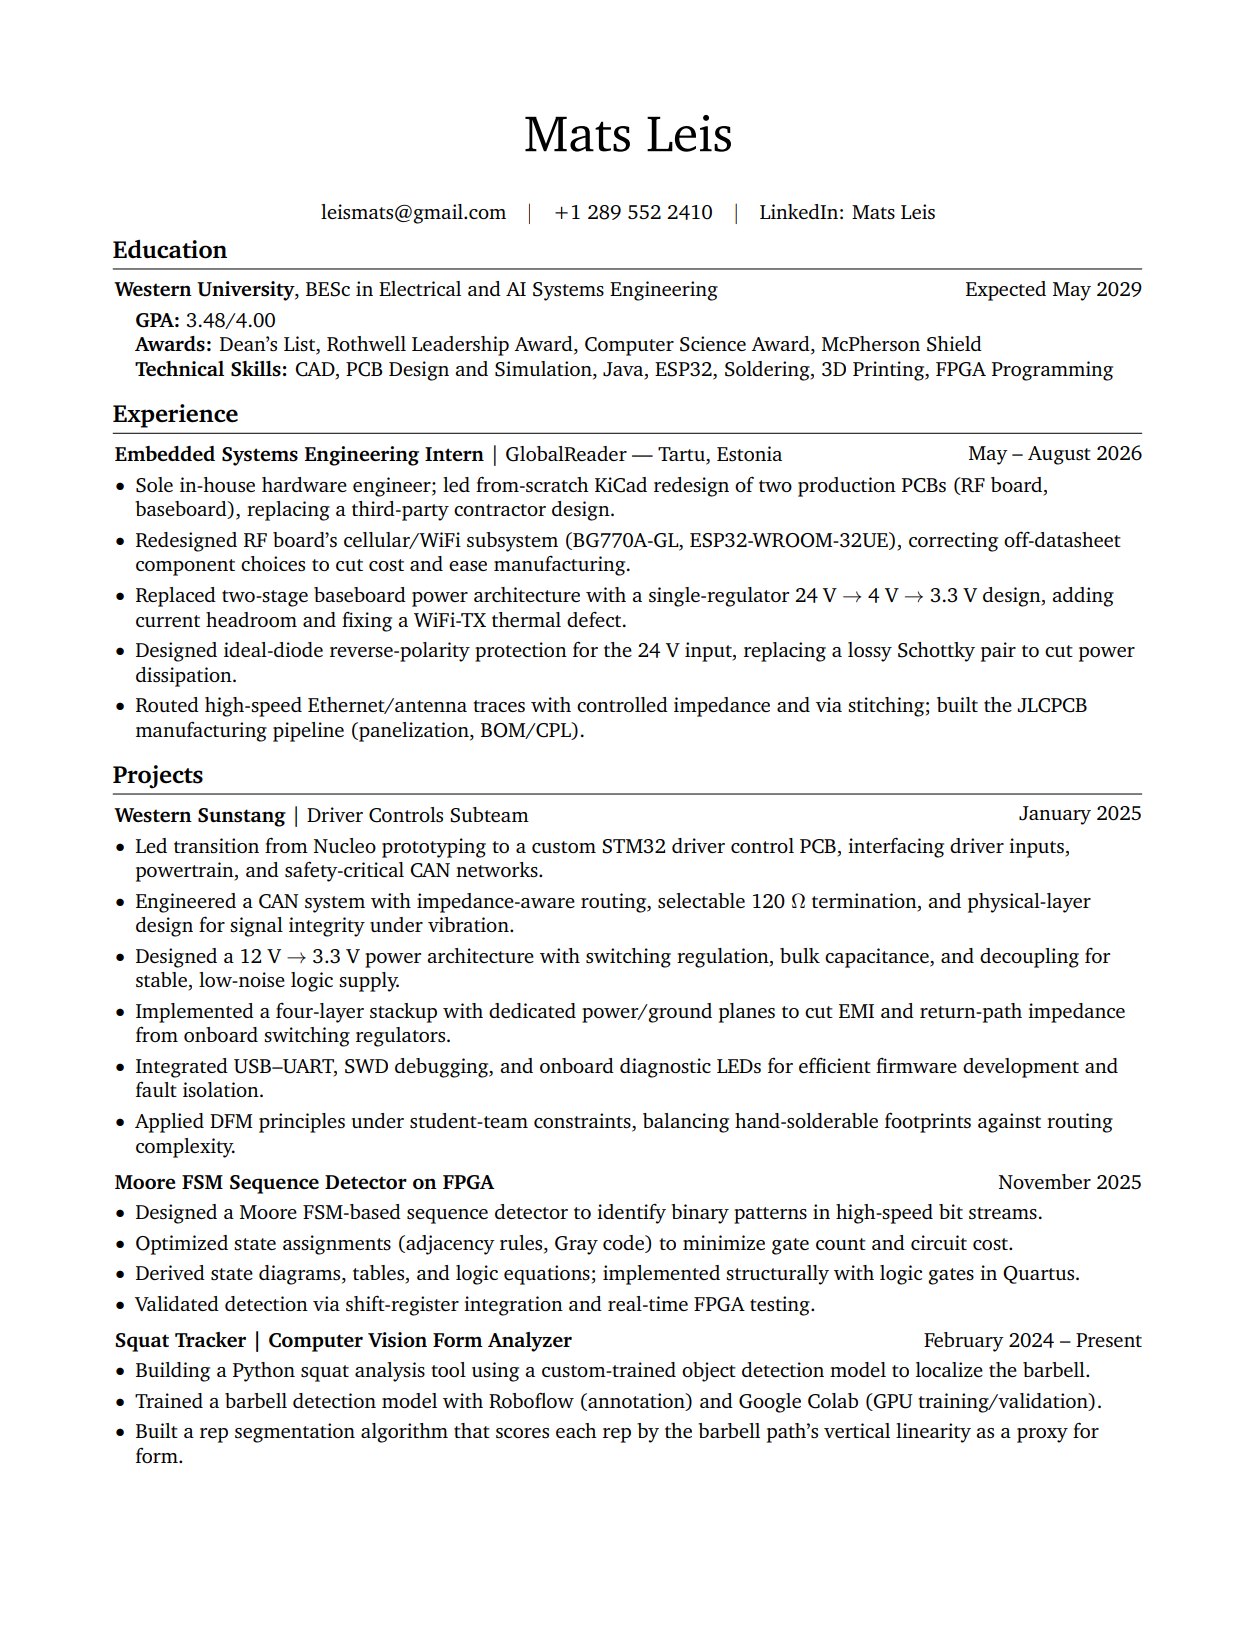 Mats Leis
leismats@gmail.com | +1 289 552 2410 | LinkedIn: Mats Leis
Education
Western University, BESc in Electrical and AI Systems Engineering Expected May 2029
GPA: 3.48/4.00
Awards: Dean’s List, Rothwell Leadership Award, Computer Science Award, McPherson Shield
Technical Skills: CAD, PCB Design and Simulation, Java, ESP32, Soldering, 3D Printing, FPGA Programming
Experience
Embedded Systems Engineering Intern | GlobalReader — Tartu, Estonia May – August 2026
• Sole in-house hardware engineer; led from-scratch KiCad redesign of two production PCBs (RF board,
baseboard), replacing a third-party contractor design.
• Redesigned RF board’s cellular/WiFi subsystem (BG770A-GL, ESP32-WROOM-32UE), correcting off-datasheet
component choices to cut cost and ease manufacturing.
• Replaced two-stage baseboard power architecture with a single-regulator 24 V → 4 V → 3.3 V design, adding
current headroom and fixing a WiFi-TX thermal defect.
• Designed ideal-diode reverse-polarity protection for the 24 V input, replacing a lossy Schottky pair to cut power
dissipation.
• Routed high-speed Ethernet/antenna traces with controlled impedance and via stitching; built the JLCPCB
manufacturing pipeline (panelization, BOM/CPL).
Projects
Western Sunstang | Driver Controls Subteam January 2025
• Led transition from Nucleo prototyping to a custom STM32 driver control PCB, interfacing driver inputs,
powertrain, and safety-critical CAN networks.
• Engineered a CAN system with impedance-aware routing, selectable 120 Ω termination, and physical-layer
design for signal integrity under vibration.
• Designed a 12 V → 3.3 V power architecture with switching regulation, bulk capacitance, and decoupling for
stable, low-noise logic supply.
• Implemented a four-layer stackup with dedicated power/ground planes to cut EMI and return-path impedance
from onboard switching regulators.
• Integrated USB–UART, SWD debugging, and onboard diagnostic LEDs for efficient firmware development and
fault isolation.
• Applied DFM principles under student-team constraints, balancing hand-solderable footprints against routing
complexity.
Moore FSM Sequence Detector on FPGA November 2025
• Designed a Moore FSM-based sequence detector to identify binary patterns in high-speed bit streams.
• Optimized state assignments (adjacency rules, Gray code) to minimize gate count and circuit cost.
• Derived state diagrams, tables, and logic equations; implemented structurally with logic gates in Quartus.
• Validated detection via shift-register integration and real-time FPGA testing.
Squat Tracker | Computer Vision Form Analyzer February 2024 – Present
• Building a Python squat analysis tool using a custom-trained object detection model to localize the barbell.
• Trained a barbell detection model with Roboflow (annotation) and Google Colab (GPU training/validation).
• Built a rep segmentation algorithm that scores each rep by the barbell path’s vertical linearity as a proxy for
form.